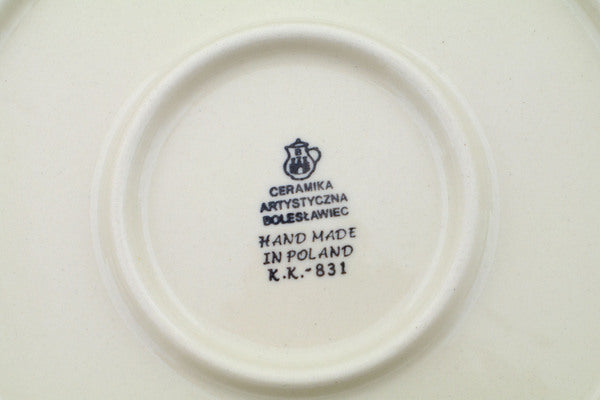 B
CERAMIKA
ARTYSTYCZNA
BOLESŁAWIEC
HAND MADE
IN POLAND
K.K.-831